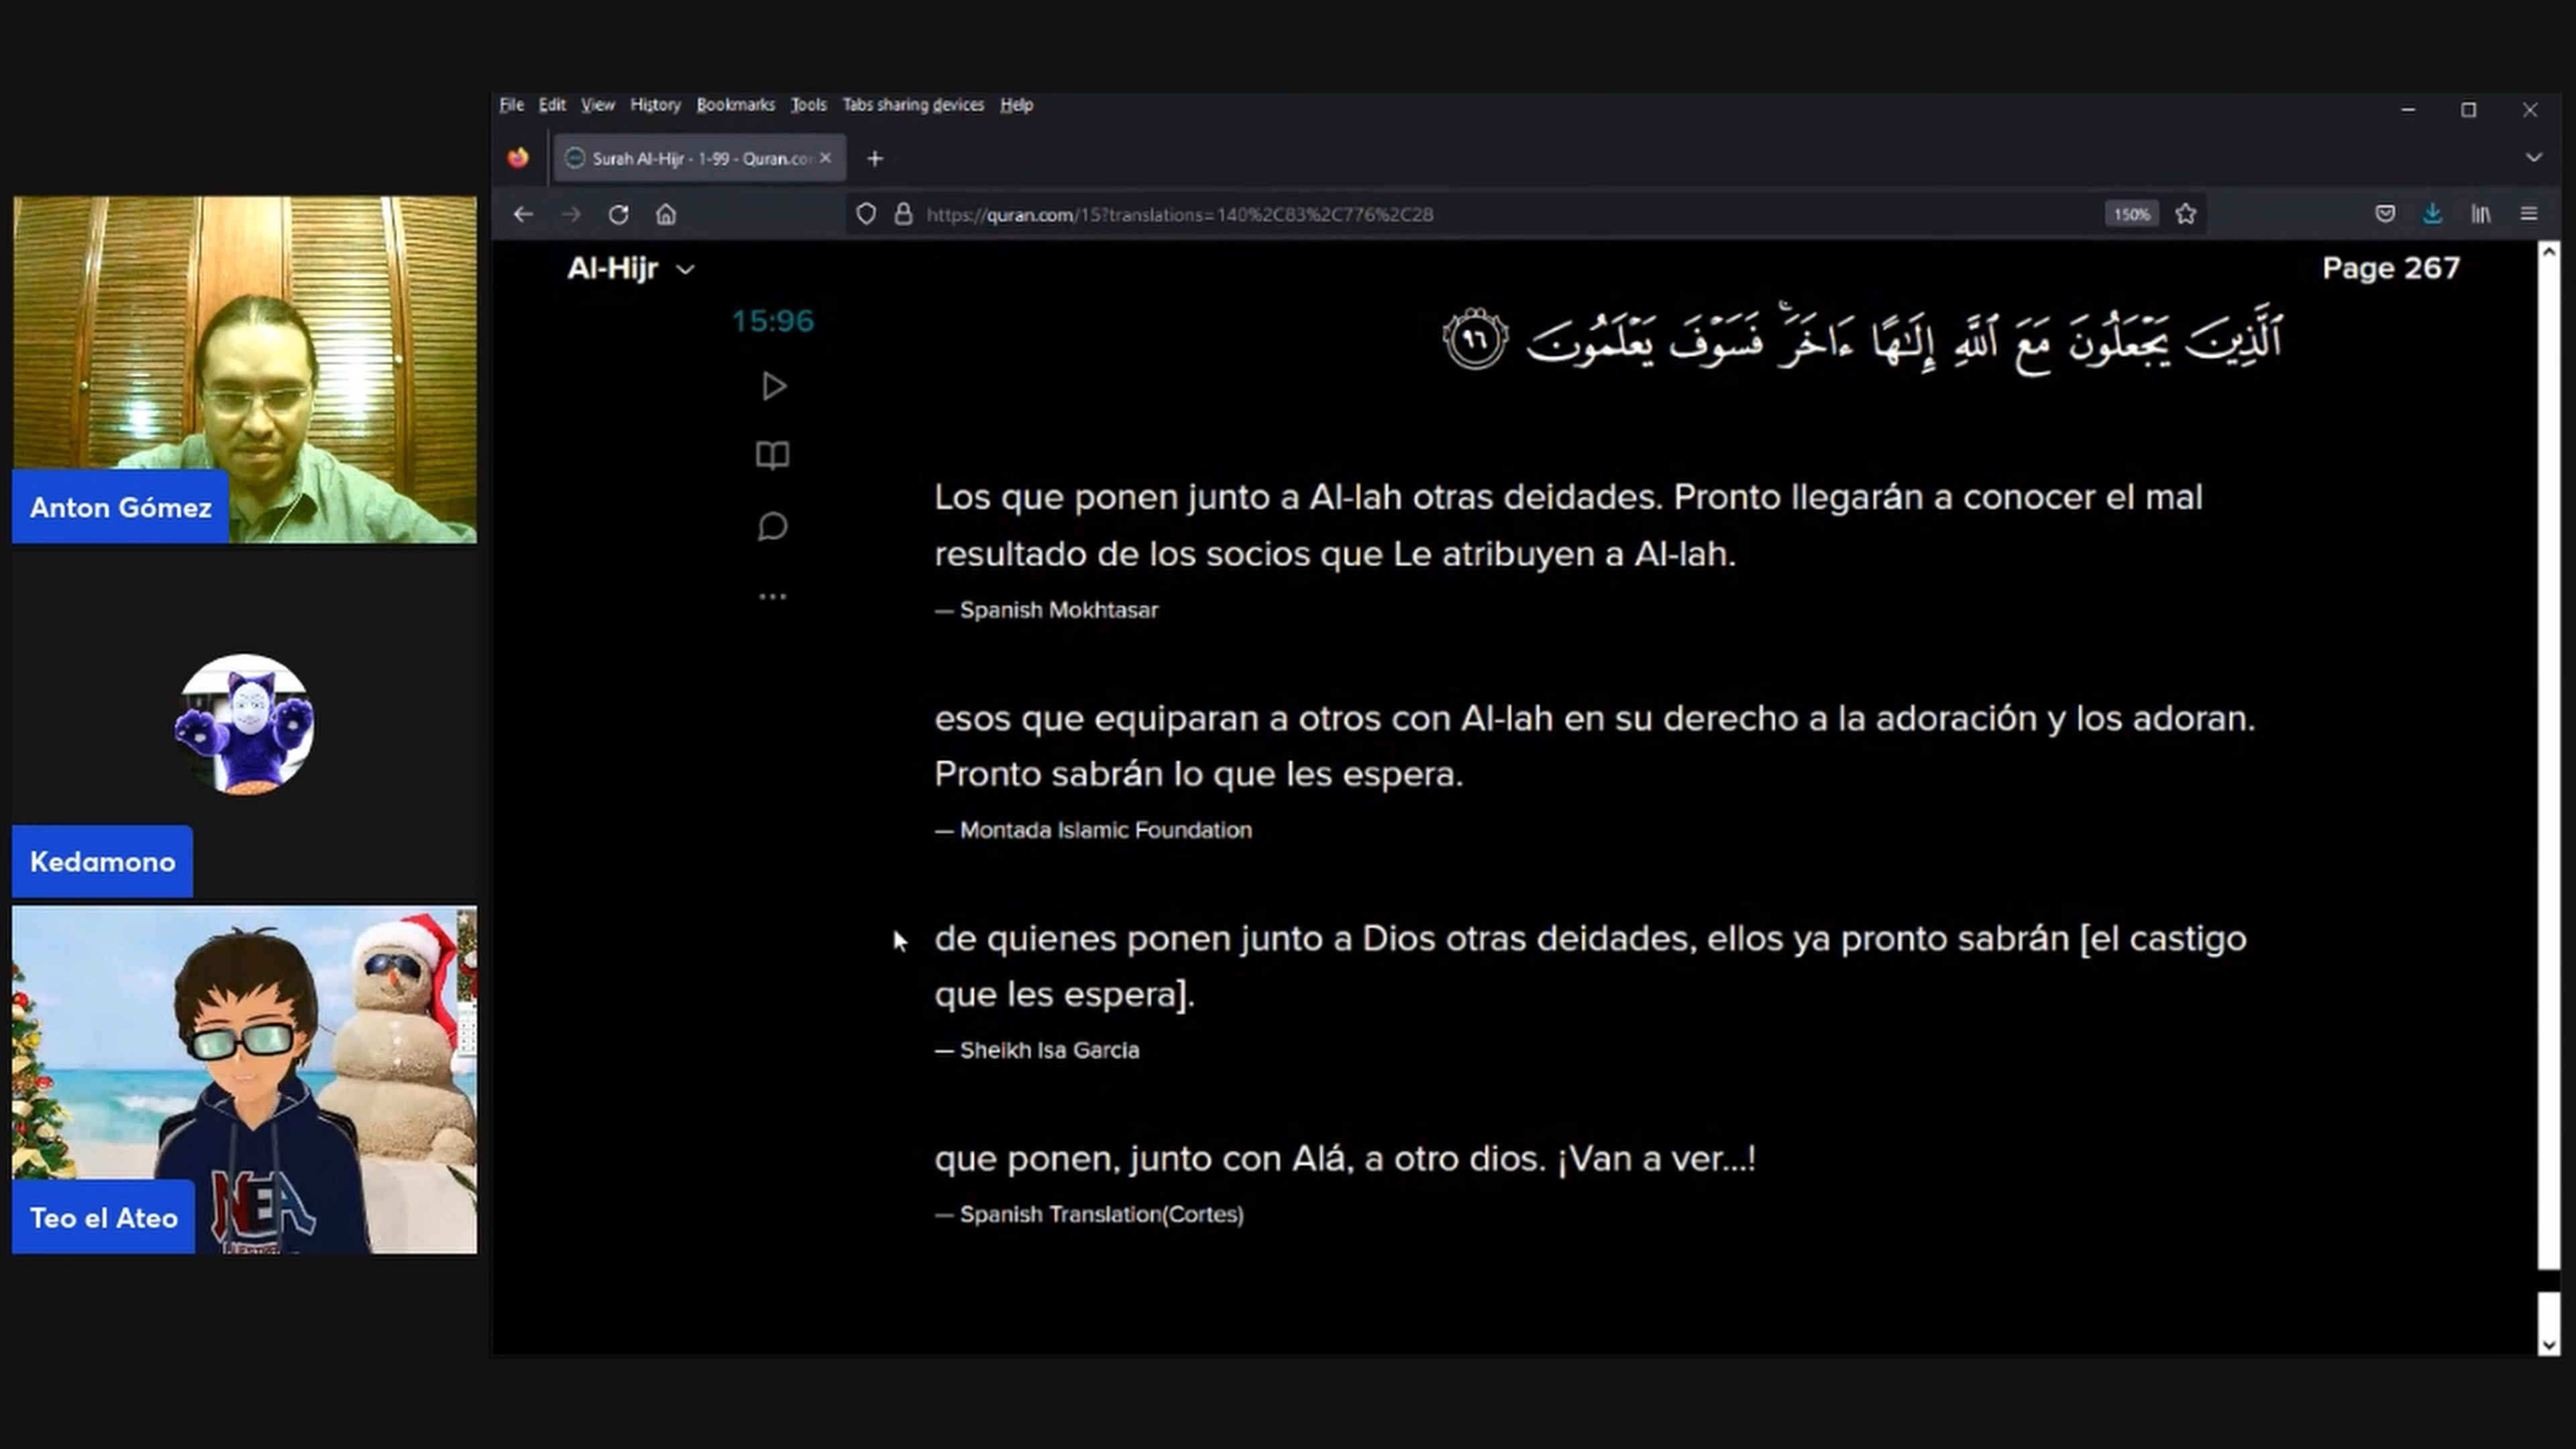 File Edit View History Bookmarks Tools Tabs sharing devices Help
Surah Al-Hijr - 1-99 - Quran.co
https://quran.com/15?translations=140%2C83%2C776%2C28
150%
Al-Hijr
Page 267
15:96
ٱلَّذِينَ يَجۡعَلُونَ مَعَ ٱللَّهِ إِلَٰهًا ءَاخَرَۚ فَسَوۡفَ يَعۡلَمُونَ ٩٦
Los que ponen junto a Al-lah otras deidades. Pronto llegarán a conocer el mal
resultado de los socios que Le atribuyen a Al-lah.
— Spanish Mokhtasar
esos que equiparan a otros con Al-lah en su derecho a la adoración y los adoran.
Pronto sabrán lo que les espera.
— Montada Islamic Foundation
de quienes ponen junto a Dios otras deidades, ellos ya pronto sabrán [el castigo
que les espera].
— Sheikh Isa Garcia
que ponen, junto con Alá, a otro dios. ¡Van a ver...!
— Spanish Translation(Cortes)
Anton Gómez
Kedamono
NEA
Teo el Ateo